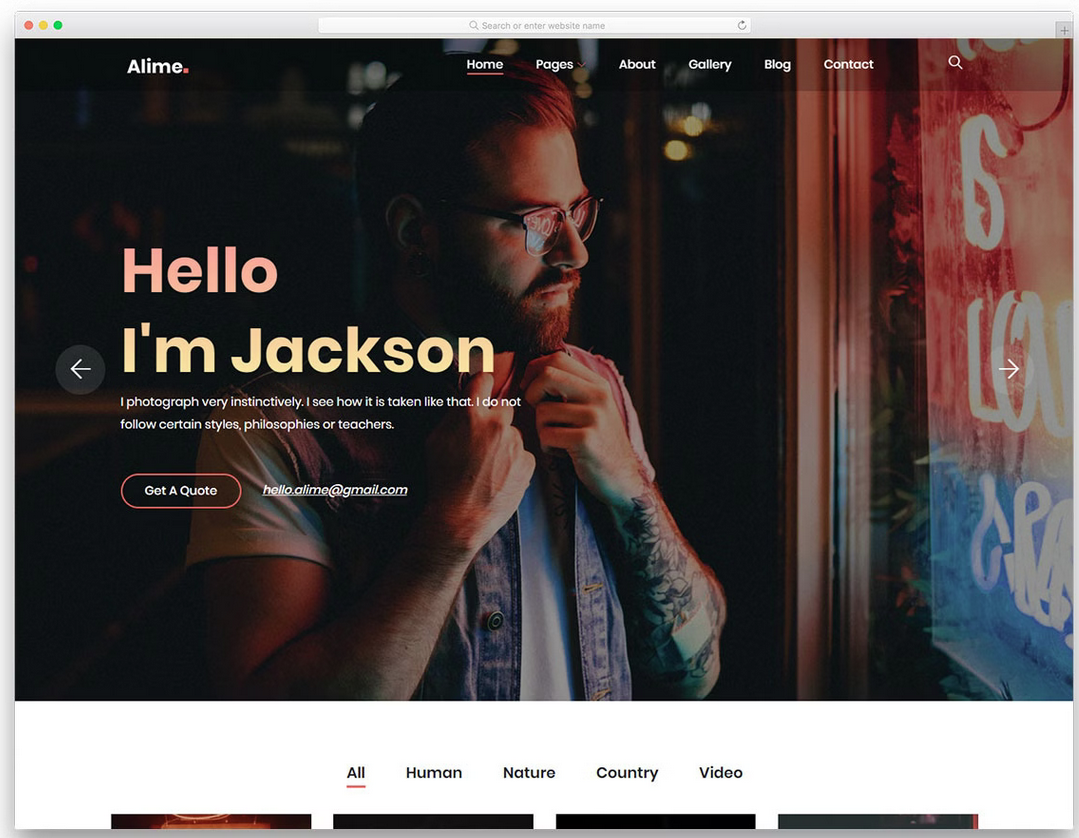 Search or enter website name
Alime.
Home Pages About Gallery Blog Contact
Hello
I'm Jackson
I photograph very instinctively. I see how it is taken like that. I do not
follow certain styles, philosophies or teachers.
Get A Quote hello.alime@gmail.com
All Human Nature Country Video